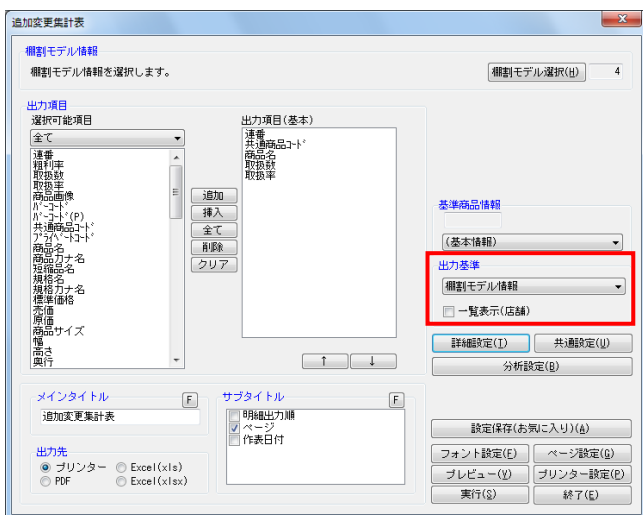 追加変更集計表
棚割モデル情報
棚割モデル情報を選択します。
棚割モデル選択(H)
4
出力項目
選択可能項目
全て
連番
粗利率
取扱数
取扱率
商品画像
バーコード
バーコード(P)
共通商品コード
プライベートコード
商品名
商品カナ名
短縮品名
規格名
規格カナ名
標準価格
売価
原価
商品サイズ
幅
高さ
奥行
追加
挿入
全て
削除
クリア
出力項目(基本)
連番
共通商品コード
商品名
取扱数
取扱率
↑
↓
基準商品情報
(基本情報)
出力基準
棚割モデル情報
一覧表示(店舗)
詳細設定(I)
共通設定(U)
分析設定(B)
メインタイトル
F
追加変更集計表
出力先
プリンター
Excel(xls)
PDF
Excel(xlsx)
サブタイトル
F
明細出力順
ページ
作表日付
設定保存(お気に入り)(A)
フォント設定(F)
ページ設定(G)
プレビュー(V)
プリンター設定(P)
実行(S)
終了(E)